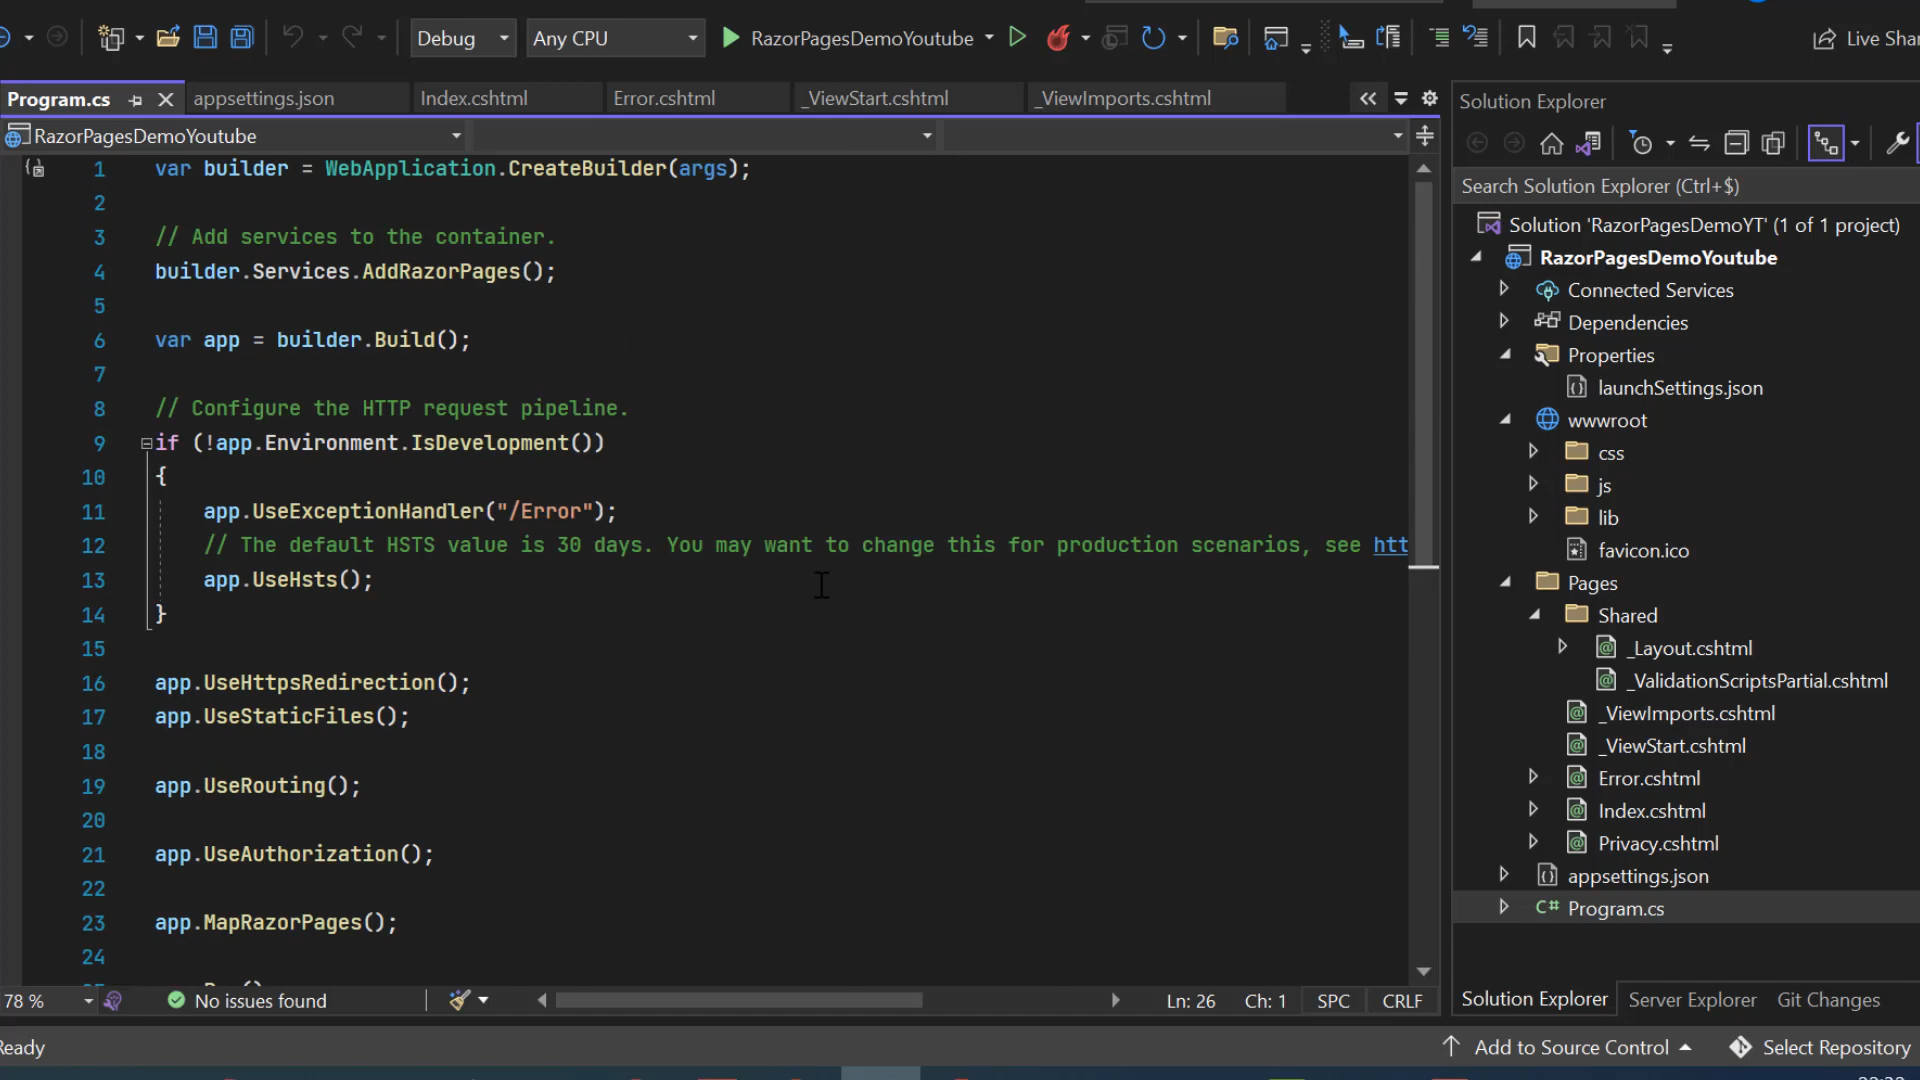 Debug
Any CPU
RazorPagesDemoYoutube
Live Shar
Program.cs
appsettings.json
Index.cshtml
Error.cshtml
_ViewStart.cshtml
_ViewImports.cshtml
RazorPagesDemoYoutube
1 var builder = WebApplication.CreateBuilder(args);
2
3 // Add services to the container.
4 builder.Services.AddRazorPages();
5
6 var app = builder.Build();
7
8 // Configure the HTTP request pipeline.
9 if (!app.Environment.IsDevelopment())
10 {
11 app.UseExceptionHandler("/Error");
12 // The default HSTS value is 30 days. You may want to change this for production scenarios, see htt
13 app.UseHsts();
14 }
15
16 app.UseHttpsRedirection();
17 app.UseStaticFiles();
18
19 app.UseRouting();
20
21 app.UseAuthorization();
22
23 app.MapRazorPages();
24
78 %
No issues found
Ln: 26
Ch: 1
SPC
CRLF
Solution Explorer
Search Solution Explorer (Ctrl+$)
Solution 'RazorPagesDemoYT' (1 of 1 project)
RazorPagesDemoYoutube
Connected Services
Dependencies
Properties
launchSettings.json
wwwroot
css
js
lib
favicon.ico
Pages
Shared
_Layout.cshtml
_ValidationScriptsPartial.cshtml
_ViewImports.cshtml
_ViewStart.cshtml
Error.cshtml
Index.cshtml
Privacy.cshtml
appsettings.json
C# Program.cs
Solution Explorer
Server Explorer
Git Changes
Ready
Add to Source Control
Select Repository